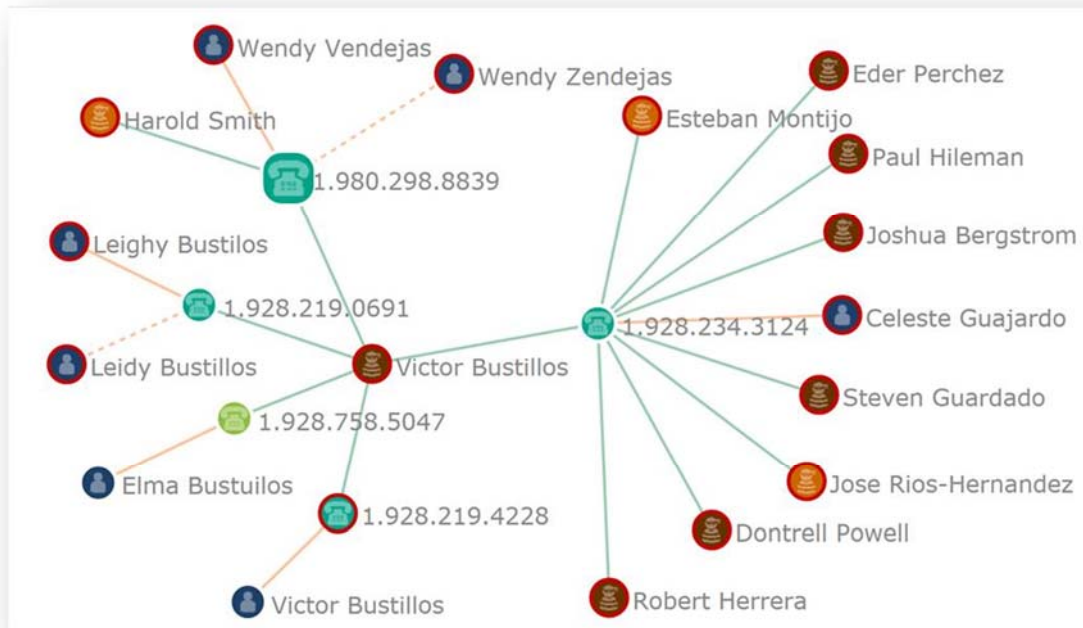 Wendy Vendejas
Wendy Zendejas
Eder Perchez
Harold Smith
Esteban Montijo
Paul Hileman
1.980.298.8839
Joshua Bergstrom
Leighy Bustilos
1.928.219.0691
Celeste Guajardo
1.928.234.3124
Leidy Bustillos
Victor Bustillos
Steven Guardado
1.928.758.5047
Elma Bustuilos
Jose Rios-Hernandez
1.928.219.4228
Dontrell Powell
Victor Bustillos
Robert Herrera